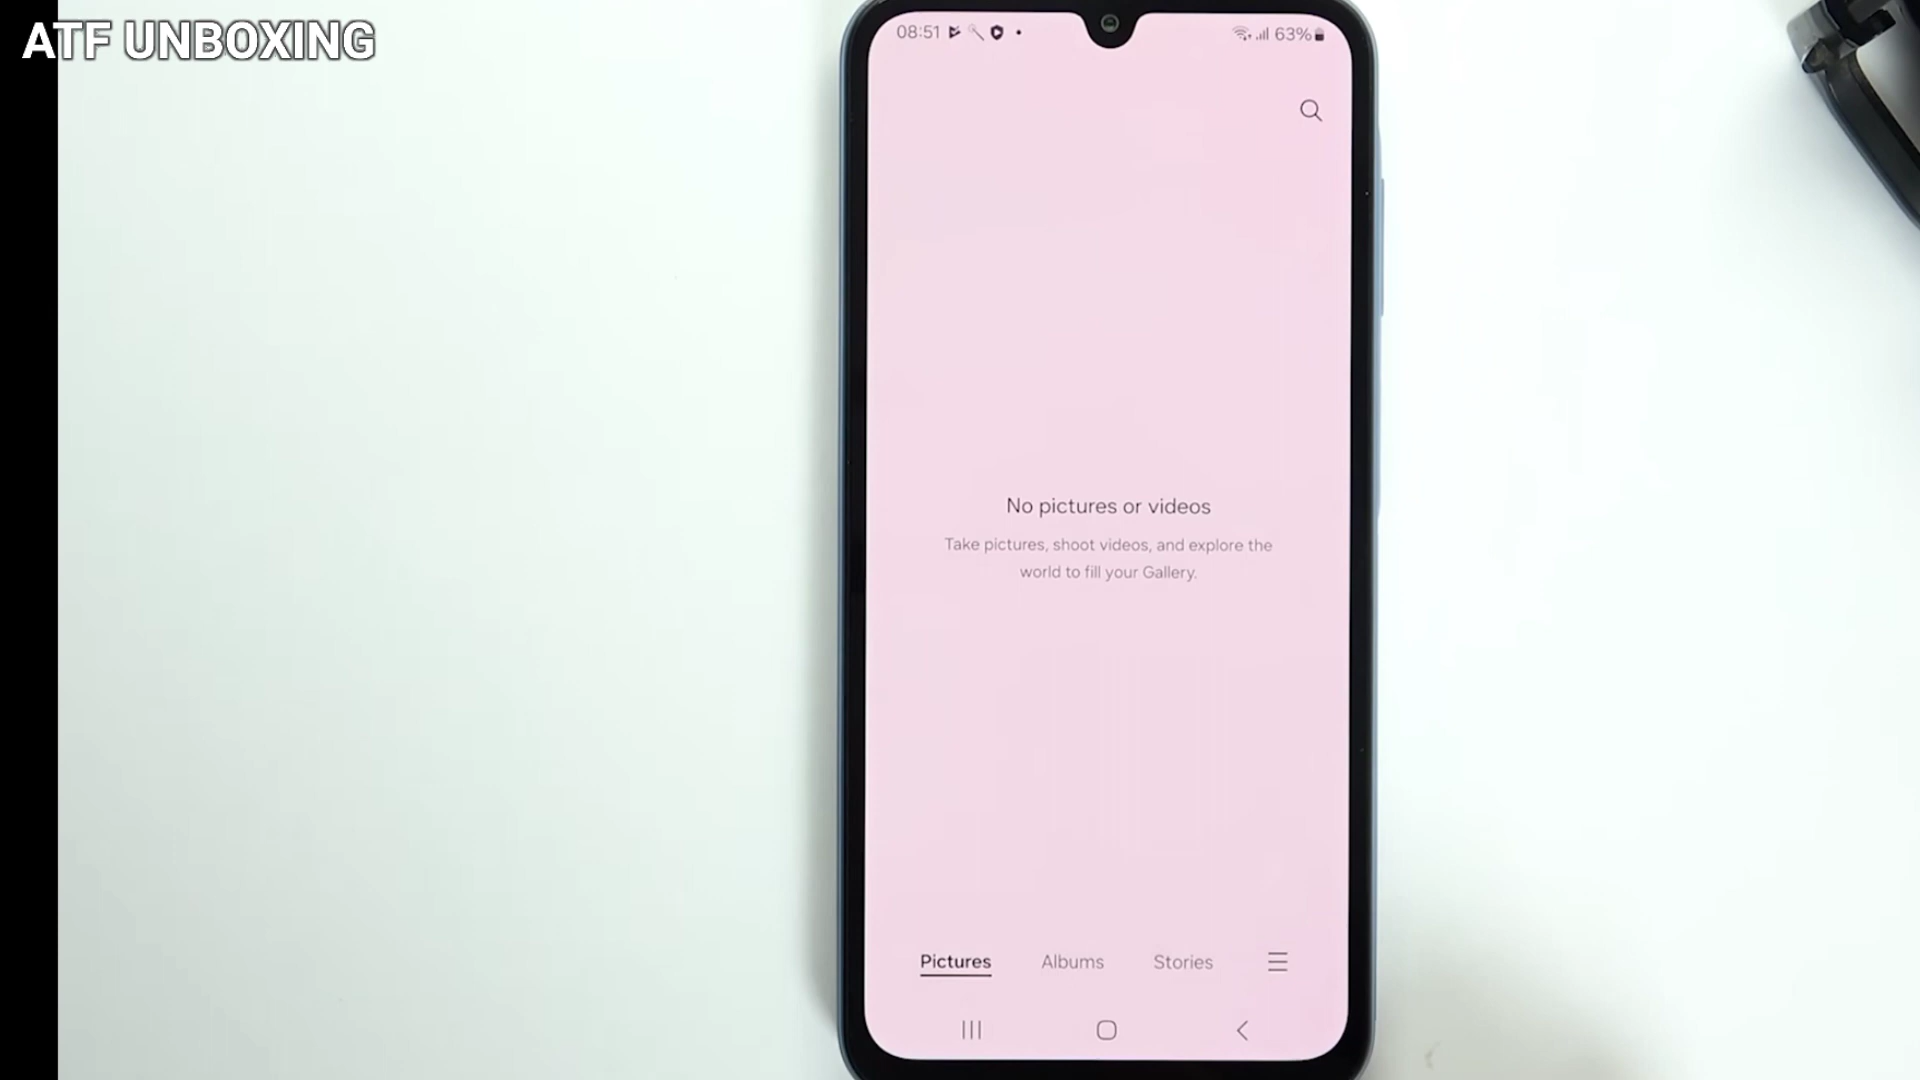 ATF UNBOXING
08:51
63%
No pictures or videos
Take pictures, shoot videos, and explore the
world to fill your Gallery.
Pictures Albums Stories